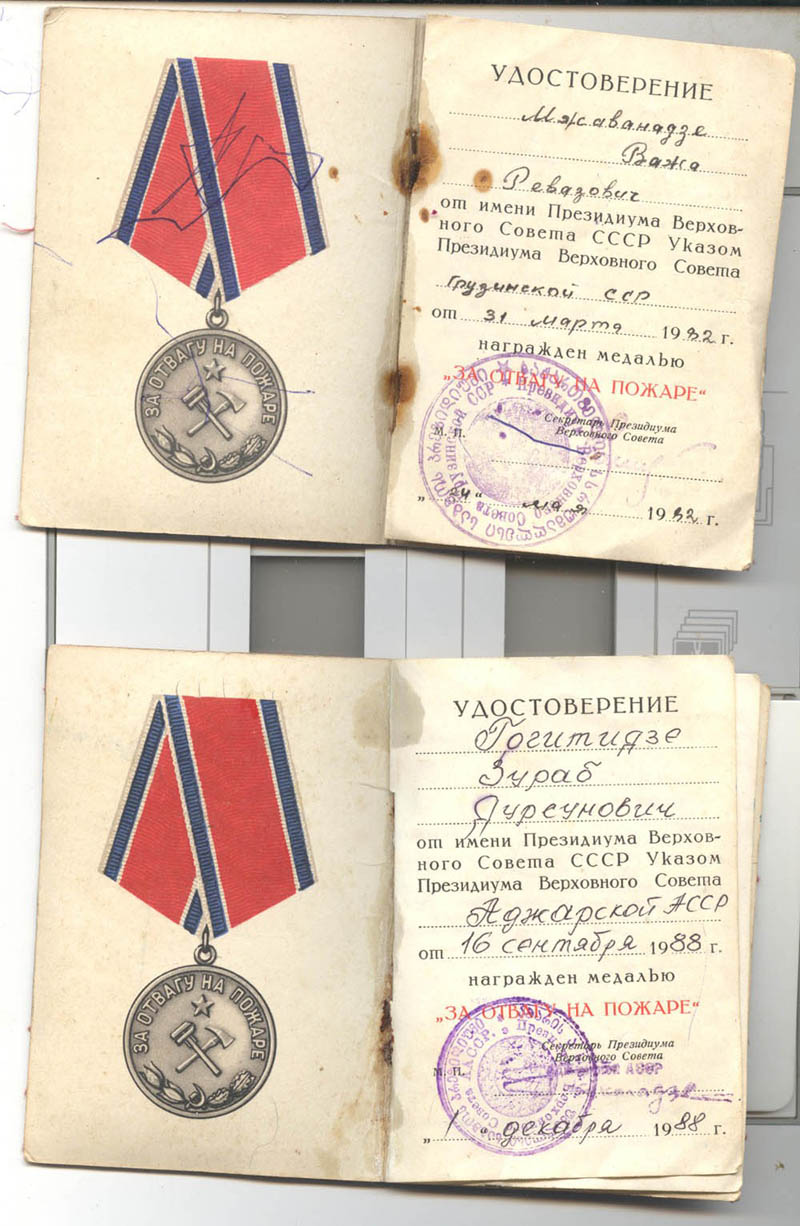 ЗА ОТВАГУ НА ПОЖАРЕ
УДОСТОВЕРЕНИЕ
Мжаванадзе
Важа
Ревазович
от имени Президиума Верхов-
ного Совета СССР Указом
Президиума Верховного Совета
Грузинской ССР
от 31 марта 1982 г.
награжден медалью
„ЗА ОТВАГУ НА ПОЖАРЕ“
Секретарь Президиума
М. П. Верховного Совета
„24“ 1982 г.
ЗА ОТВАГУ НА ПОЖАРЕ
УДОСТОВЕРЕНИЕ
Гогитидзе
Зураб
Дурсунович
от имени Президиума Верхов-
ного Совета СССР Указом
Президиума Верховного Совета
Аджарской АССР
от 16 сентября 1988 г.
награжден медалью
„ЗА ОТВАГУ НА ПОЖАРЕ“
Секретарь Президиума
М. П. Верховного Совета
АССР
„1 декабря 1988 г.